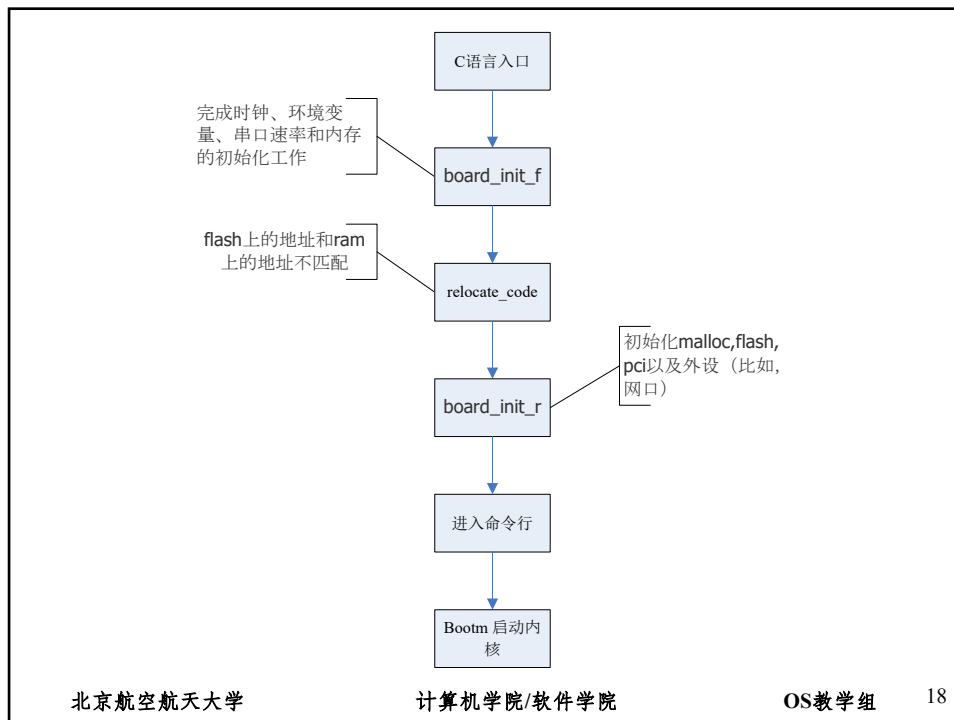 C语言入口
完成时钟、环境变
量、串口速率和内存
的初始化工作
board_init_f
flash上的地址和ram
上的地址不匹配
relocate_code
初始化malloc,flash,
pci以及外设（比如,
网口）
board_init_r
进入命令行
Bootm 启动内
核
北京航空航天大学 计算机学院/软件学院 OS教学组 18